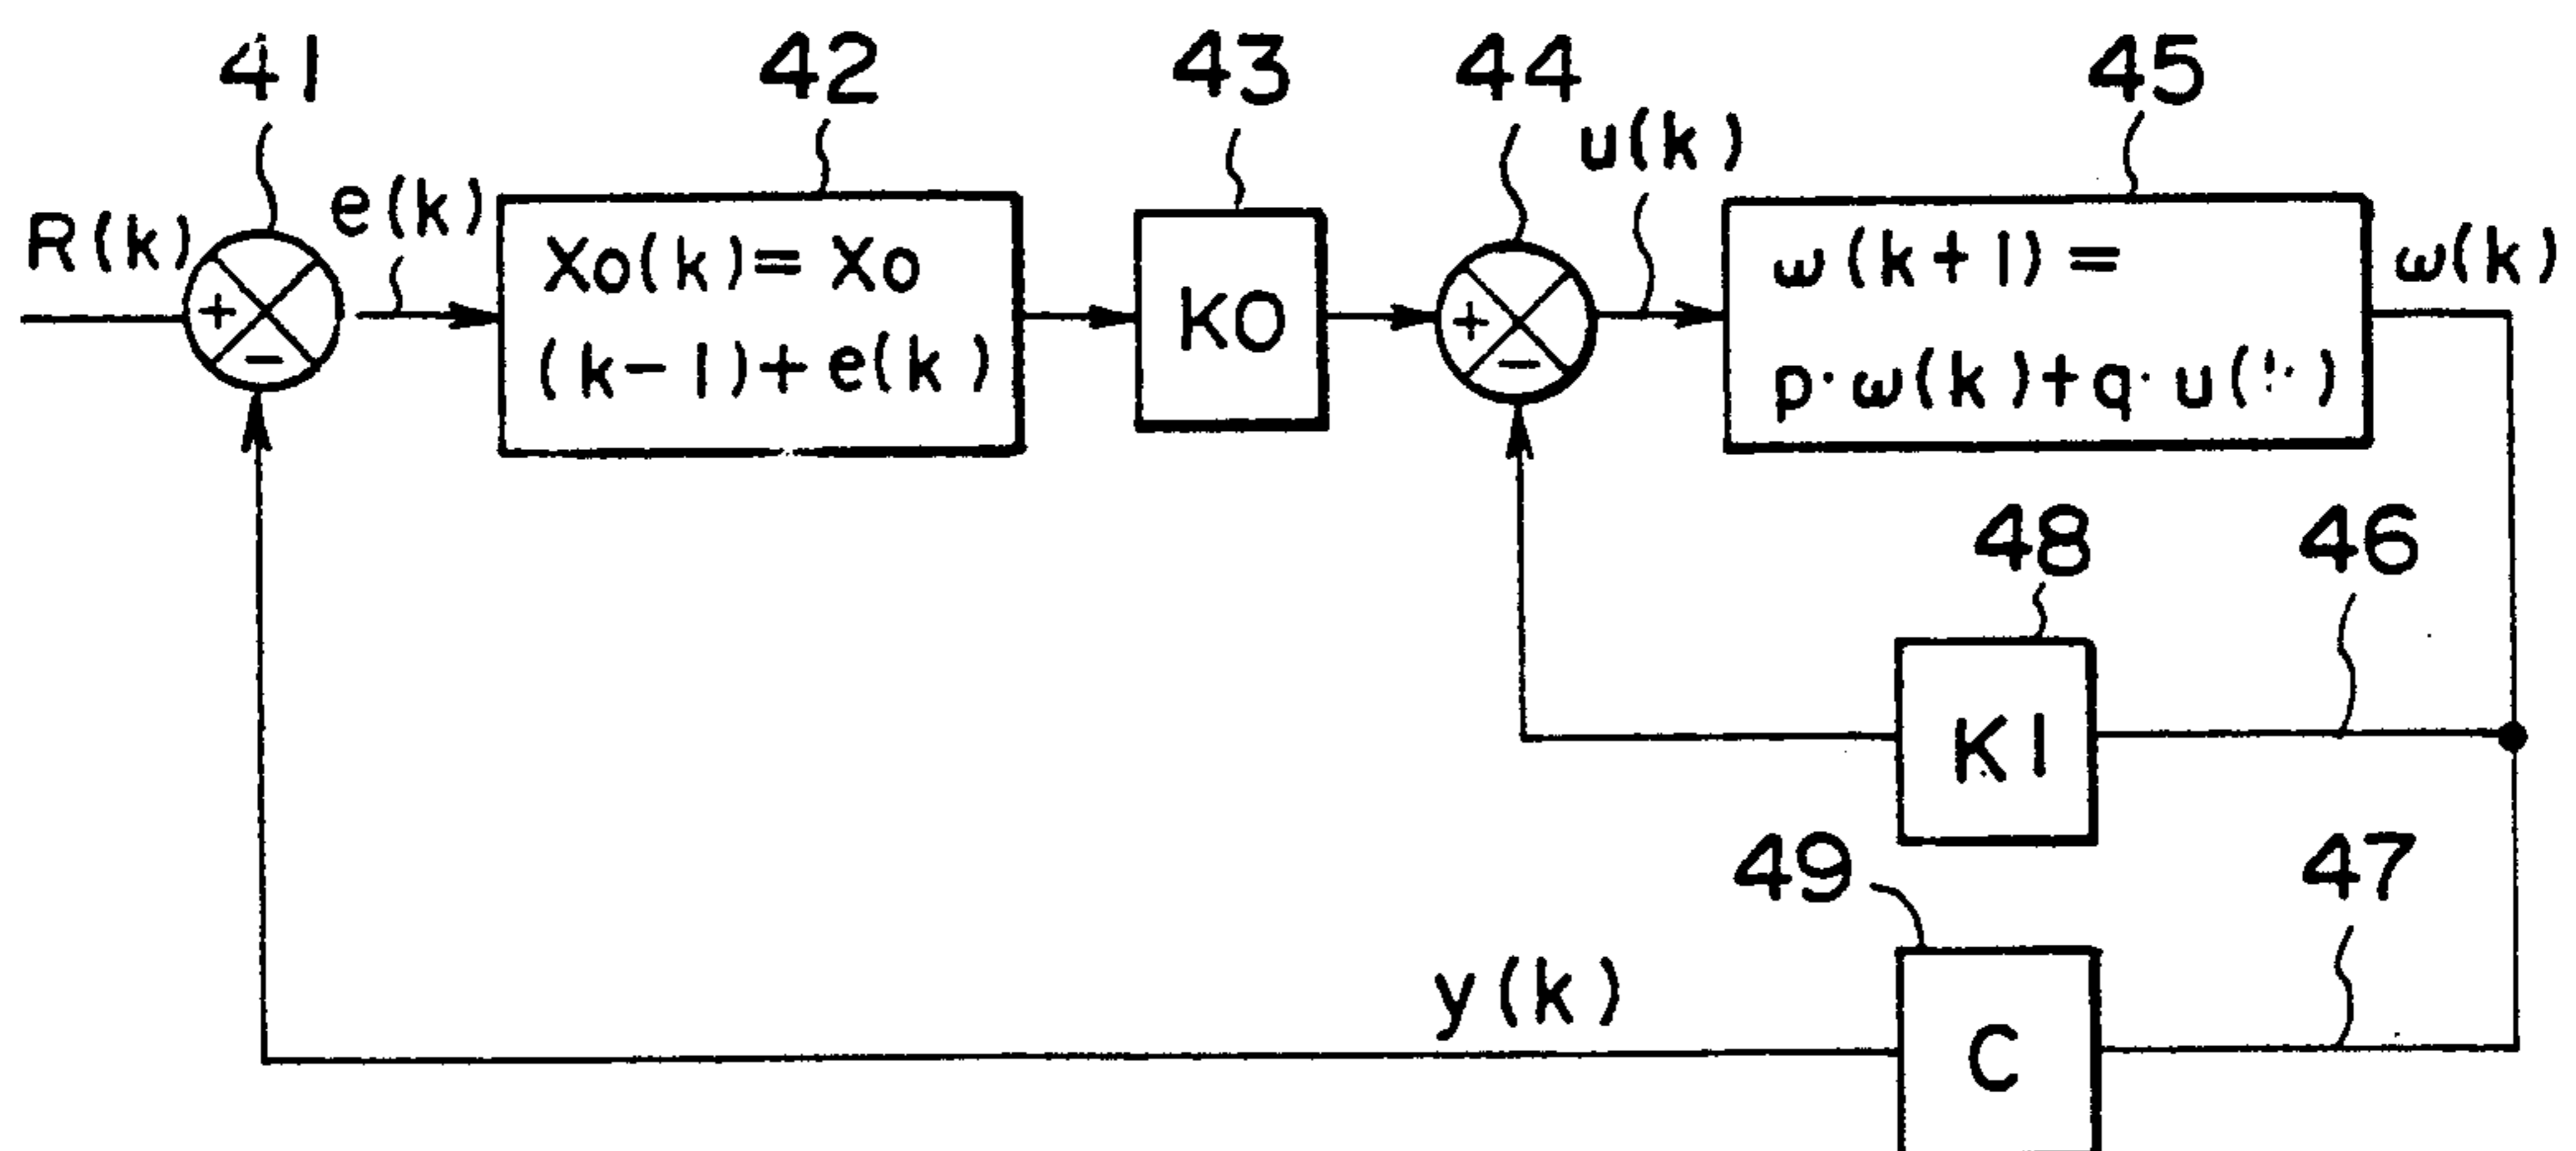 41
42
43
44
45
R(k)
e(k)
u(k)
ω(k)
+
−
Xo(k)= Xo
(k−1)+ e(k)
KO
+
−
ω(k+1)=
p·ω(k)+q·u(
48
46
K1
49
47
y(k)
C